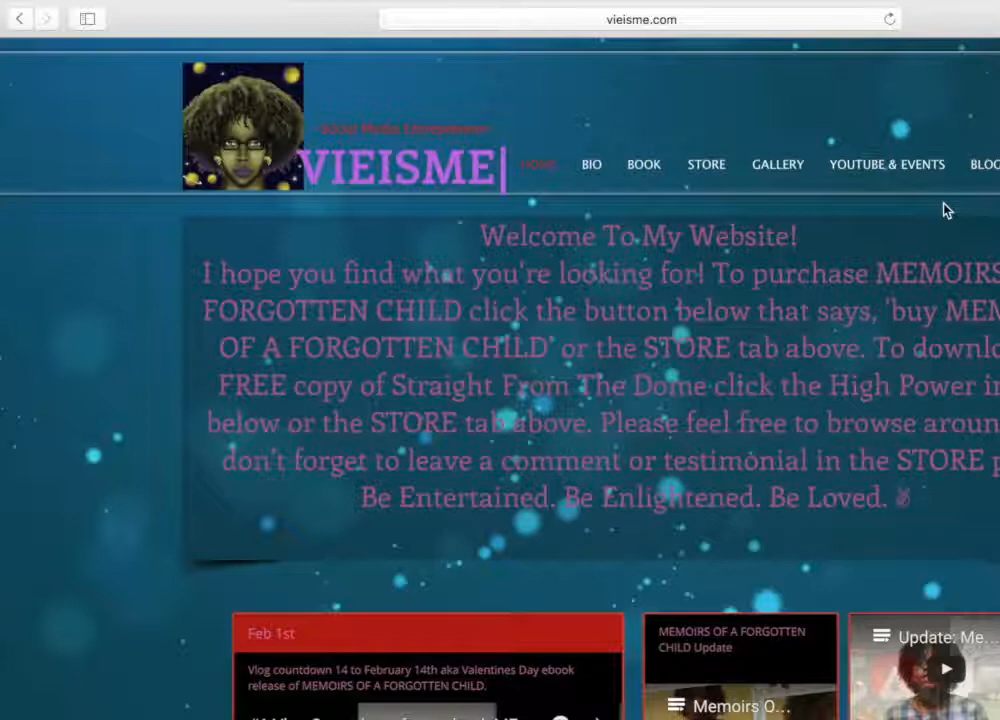 vieisme.com
-Social Media Entrepreneur-
VIEISME|
HOME BIO BOOK STORE GALLERY YOUTUBE & EVENTS BLOG
Welcome To My Website!
I hope you find what you're looking for! To purchase MEMOIRS
FORGOTTEN CHILD click the button below that says, 'buy MEM
OF A FORGOTTEN CHILD' or the STORE tab above. To downlo
FREE copy of Straight From The Dome click the High Power i
below or the STORE tab above. Please feel free to browse aroun
don't forget to leave a comment or testimonial in the STORE p
Be Entertained. Be Enlightened. Be Loved. ✌
Feb 1st
Vlog countdown 14 to February 14th aka Valentines Day ebook
release of MEMOIRS OF A FORGOTTEN CHILD.
MEMOIRS OF A FORGOTTEN
CHILD Update
Memoirs O...
Update: Me...